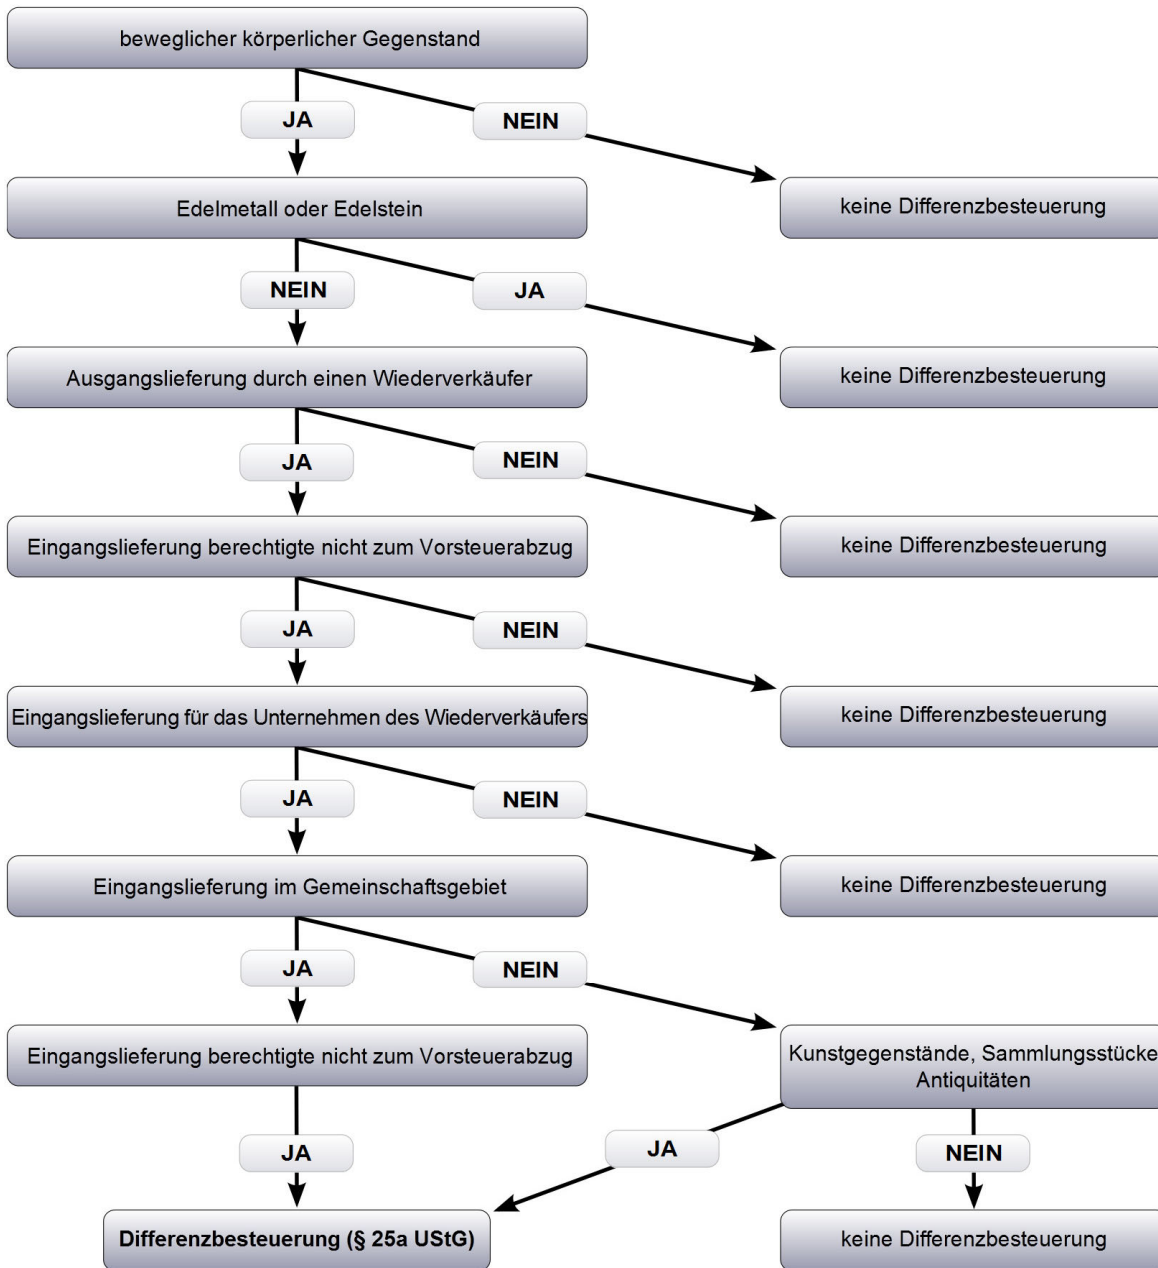 beweglicher körperlicher Gegenstand
JA
NEIN
Edelmetall oder Edelstein
keine Differenzbesteuerung
NEIN
JA
Ausgangslieferung durch einen Wiederverkäufer
keine Differenzbesteuerung
JA
NEIN
Eingangslieferung berechtigte nicht zum Vorsteuerabzug
keine Differenzbesteuerung
JA
NEIN
Eingangslieferung für das Unternehmen des Wiederverkäufers
keine Differenzbesteuerung
JA
NEIN
Eingangslieferung im Gemeinschaftsgebiet
keine Differenzbesteuerung
JA
NEIN
Eingangslieferung berechtigte nicht zum Vorsteuerabzug
Kunstgegenstände, Sammlungsstücke
Antiquitäten
JA
JA
NEIN
Differenzbesteuerung (§ 25a UStG)
keine Differenzbesteuerung